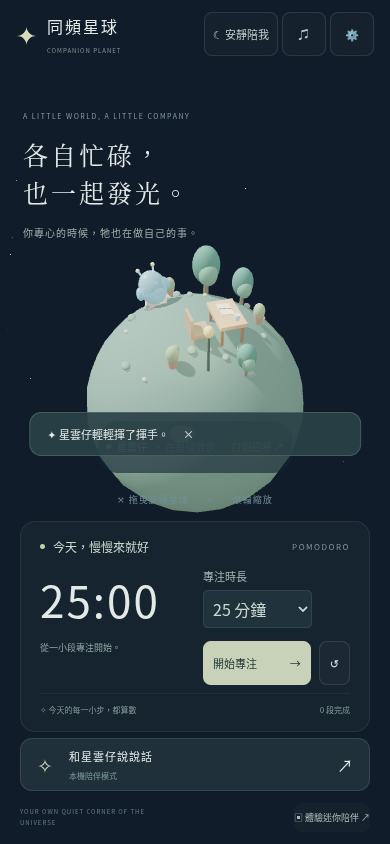 同頻星球
COMPANION PLANET
☾ 安靜陪我
A LITTLE WORLD, A LITTLE COMPANY
各自忙碌，
也一起發光。
你專心的時候，牠也在做自己的事。
✦ 星雲仔輕輕揮了揮手。 ×
今天，慢慢來就好
POMODORO
25:00
專注時長
25 分鐘
從一小段專注開始。
開始專注 →
↺
✧ 今天的每一小步，都算數
0 段完成
和星雲仔說說話 ↗
本機陪伴模式
YOUR OWN QUIET CORNER OF THE
UNIVERSE
體驗迷你陪伴 ↗